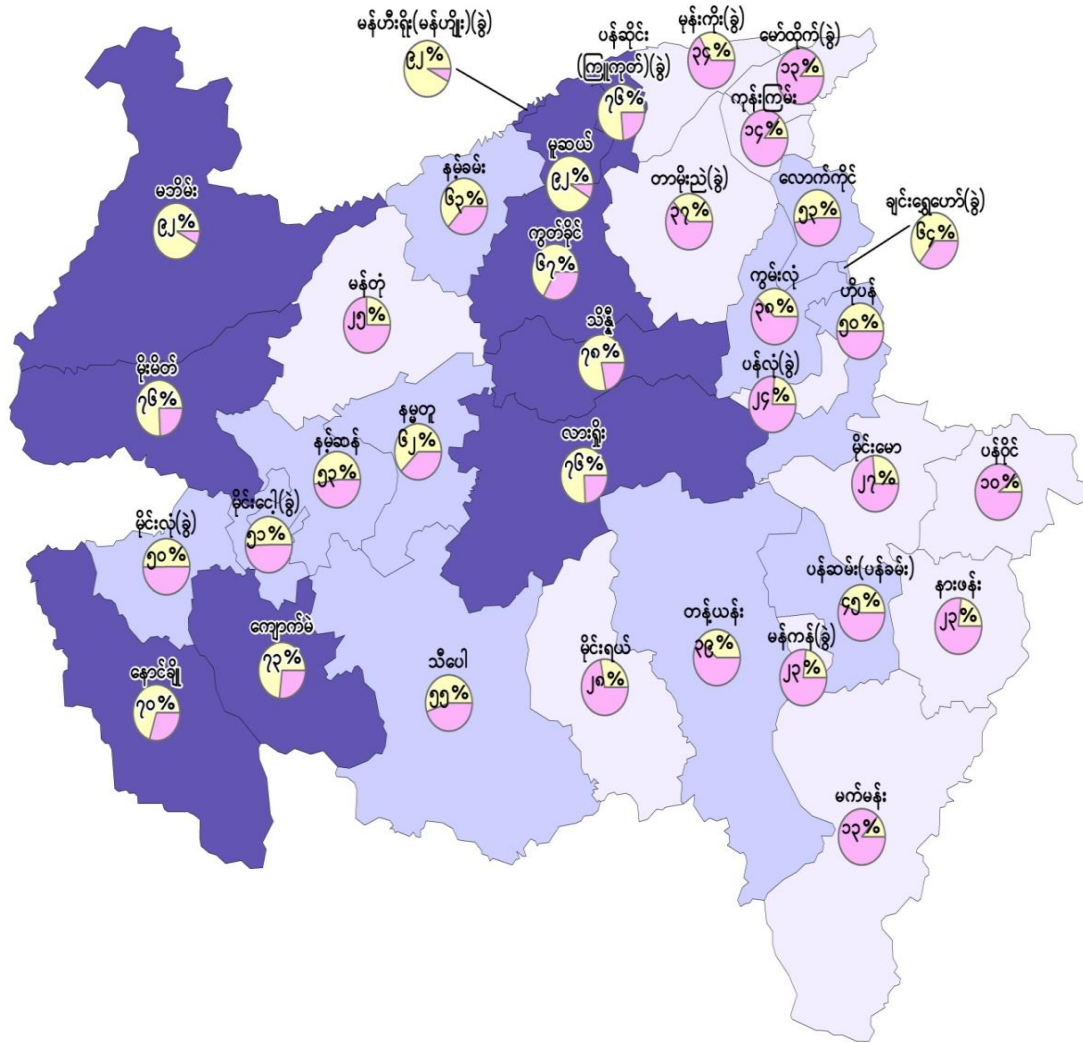 မန်ဟီးရိုး(မန်ဟျိုး)(ခွဲ)
၉၂%
ပန်ဆိုင်း
(ကြူကုတ်)(ခွဲ)
၇၆%
မုန်းကိုး(ခွဲ)
၃၄%
မော်ထိုက်(ခွဲ)
၁၃%
ကုန်းကြမ်း
၁၄%
မဘိမ်း
၉၂%
နမ့်ခမ်း
၆၃%
မူဆယ်
၉၂%
တာမိုးညဲ(ခွဲ)
၃၇%
လောက်ကိုင်
၅၃%
ချင်းရွှေဟော်(ခွဲ)
၆၄%
ကွတ်ခိုင်
၆၇%
မန်တုံ
၂၅%
ကွမ်းလုံ
၃၈%
ဟိုပန်
၅၀%
သိန္နီ
၇၈%
မိုးမိတ်
၇၆%
ပန်လုံ(ခွဲ)
၂၄%
နမ္မတူ
၆၂%
နမ့်ဆန်
၅၃%
လားရှိုး
၇၆%
မိုင်းမော
၂၇%
ပန်ဝိုင်
၁၀%
မိုင်းလုံ(ခွဲ)
၅၀%
မိုင်းငေါ့(ခွဲ)
၅၁%
ပန်ဆမ်း(ပန်ခမ်း)
၄၅%
နားဖန်း
၂၃%
ကျောက်မဲ
၇၃%
နောင်ချို
၇၀%
သီပေါ
၅၅%
မိုင်းရယ်
၂၈%
တန့်ယန်း
၃၉%
မန်ကန်(ခွဲ)
၂၃%
မက်မန်း
၁၃%